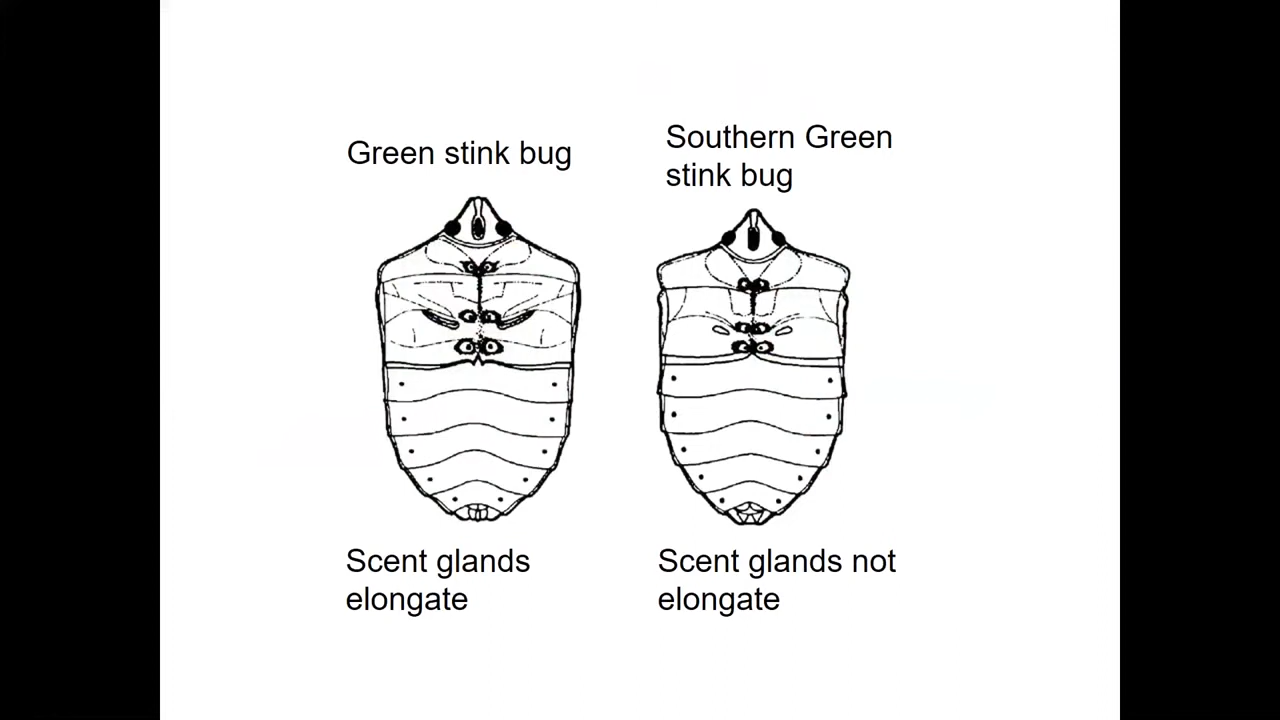 Green stink bug
Southern Green
stink bug
Scent glands
elongate
Scent glands not
elongate